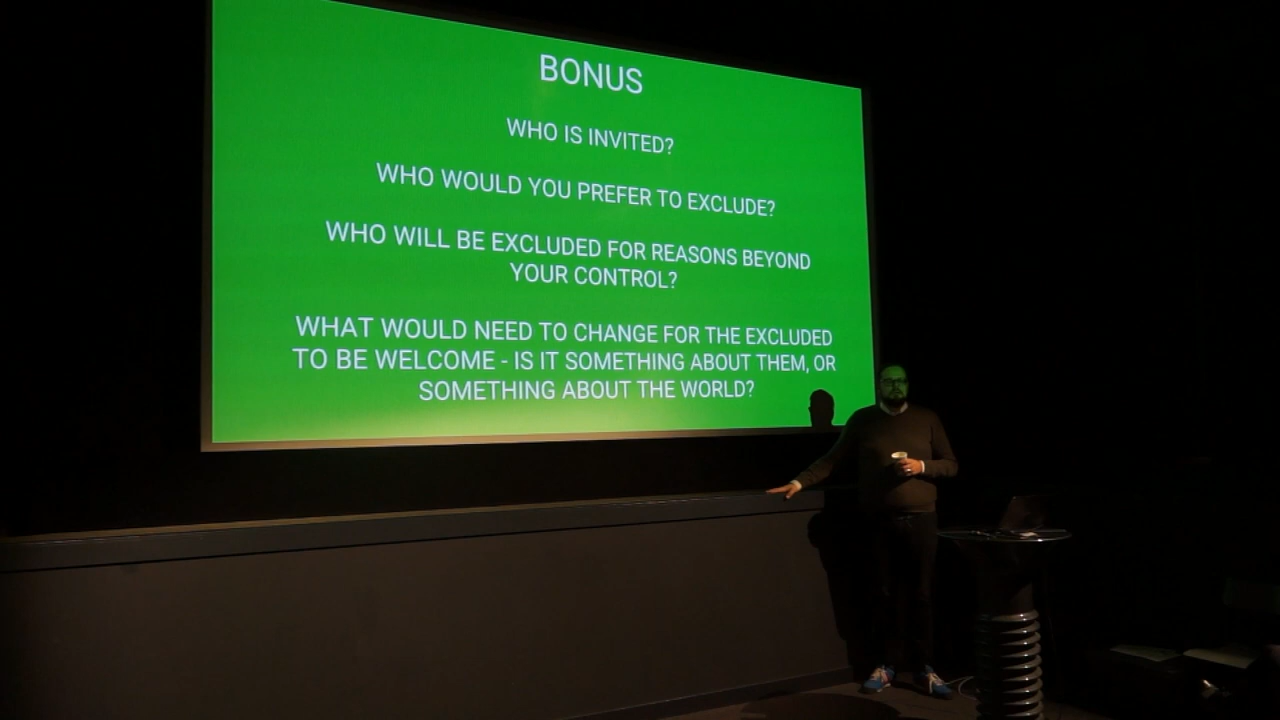 BONUS
WHO IS INVITED?
WHO WOULD YOU PREFER TO EXCLUDE?
WHO WILL BE EXCLUDED FOR REASONS BEYOND
YOUR CONTROL?
WHAT WOULD NEED TO CHANGE FOR THE EXCLUDED
TO BE WELCOME - IS IT SOMETHING ABOUT THEM, OR
SOMETHING ABOUT THE WORLD?